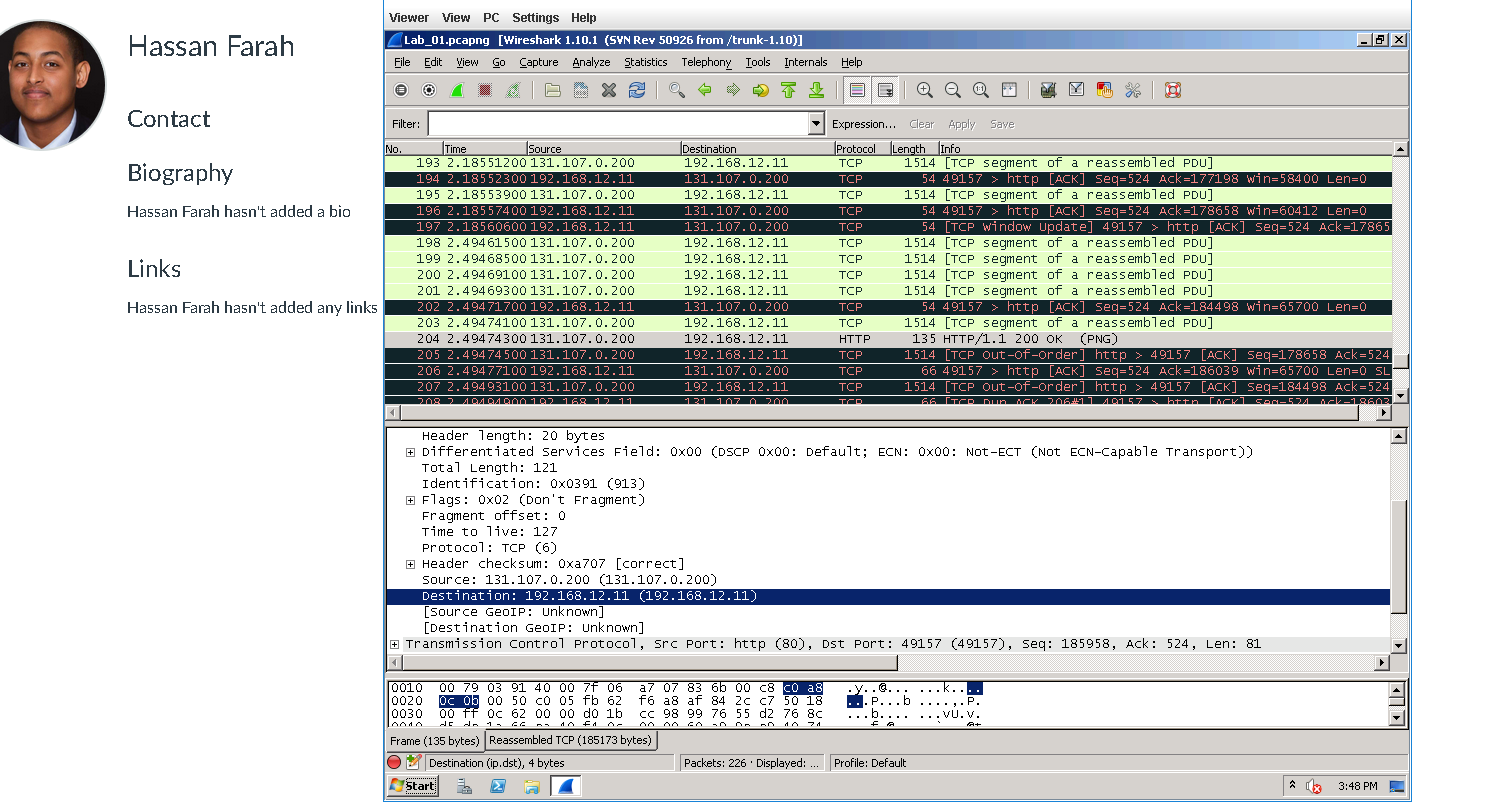 Hassan Farah
Contact
Biography
Hassan Farah hasn't added a bio
Links
Hassan Farah hasn't added any links
Viewer View PC Settings Help
Lab_01.pcapng [Wireshark 1.10.1 (SVN Rev 50926 from /trunk-1.10)]
File Edit View Go Capture Analyze Statistics Telephony Tools Internals Help
Filter: Expression... Clear Apply Save
No. Time Source Destination Protocol Length Info
193 2.18551200 131.107.0.200 192.168.12.11 TCP 1514 [TCP segment of a reassembled PDU]
194 2.18552300 192.168.12.11 131.107.0.200 TCP 54 49157 > http [ACK] Seq=524 Ack=177198 Win=58400 Len=0
195 2.18553900 131.107.0.200 192.168.12.11 TCP 1514 [TCP segment of a reassembled PDU]
196 2.18557400 192.168.12.11 131.107.0.200 TCP 54 49157 > http [ACK] Seq=524 Ack=178658 Win=60412 Len=0
197 2.18560600 192.168.12.11 131.107.0.200 TCP 54 [TCP Window Update] 49157 > http [ACK] Seq=524 Ack=17865
198 2.49461500 131.107.0.200 192.168.12.11 TCP 1514 [TCP segment of a reassembled PDU]
199 2.49468500 131.107.0.200 192.168.12.11 TCP 1514 [TCP segment of a reassembled PDU]
200 2.49469100 131.107.0.200 192.168.12.11 TCP 1514 [TCP segment of a reassembled PDU]
201 2.49469300 131.107.0.200 192.168.12.11 TCP 1514 [TCP segment of a reassembled PDU]
202 2.49471700 192.168.12.11 131.107.0.200 TCP 54 49157 > http [ACK] Seq=524 Ack=184498 Win=65700 Len=0
203 2.49474100 131.107.0.200 192.168.12.11 TCP 1514 [TCP segment of a reassembled PDU]
204 2.49474300 131.107.0.200 192.168.12.11 HTTP 135 HTTP/1.1 200 OK (PNG)
205 2.49474500 131.107.0.200 192.168.12.11 TCP 1514 [TCP Out-Of-Order] http > 49157 [ACK] Seq=178658 Ack=524
206 2.49477100 192.168.12.11 131.107.0.200 TCP 66 49157 > http [ACK] Seq=524 Ack=186039 Win=65700 Len=0 SL
207 2.49493100 131.107.0.200 192.168.12.11 TCP 1514 [TCP Out-Of-Order] http > 49157 [ACK] Seq=184498 Ack=524
208 2.49494900 192.168.12.11 131.107.0.200 TCP 66 [TCP Dup ACK 206#1] 49157 > http [ACK] Seq=524 Ack=18603
Header length: 20 bytes
Differentiated Services Field: 0x00 (DSCP 0x00: Default; ECN: 0x00: Not-ECT (Not ECN-Capable Transport))
Total Length: 121
Identification: 0x0391 (913)
Flags: 0x02 (Don't Fragment)
Fragment offset: 0
Time to live: 127
Protocol: TCP (6)
Header checksum: 0xa707 [correct]
Source: 131.107.0.200 (131.107.0.200)
Destination: 192.168.12.11 (192.168.12.11)
[Source GeoIP: Unknown]
[Destination GeoIP: Unknown]
Transmission Control Protocol, Src Port: http (80), Dst Port: 49157 (49157), Seq: 185958, Ack: 524, Len: 81
0010 00 79 03 91 40 00 7f 06 a7 07 83 6b 00 c8 c0 a8 .y..@... ...k....
0020 0c 0b 00 50 c0 05 fb 62 f6 a8 af 84 2c c7 50 18 ...P...b ....,.P.
0030 00 ff 0c 62 00 00 d0 1b cc 98 99 76 55 d2 76 8c ...b.... ...vU.v.
Frame (135 bytes) Reassembled TCP (185173 bytes)
Destination (ip.dst), 4 bytes Packets: 226 · Displayed: ... Profile: Default
Start 3:48 PM